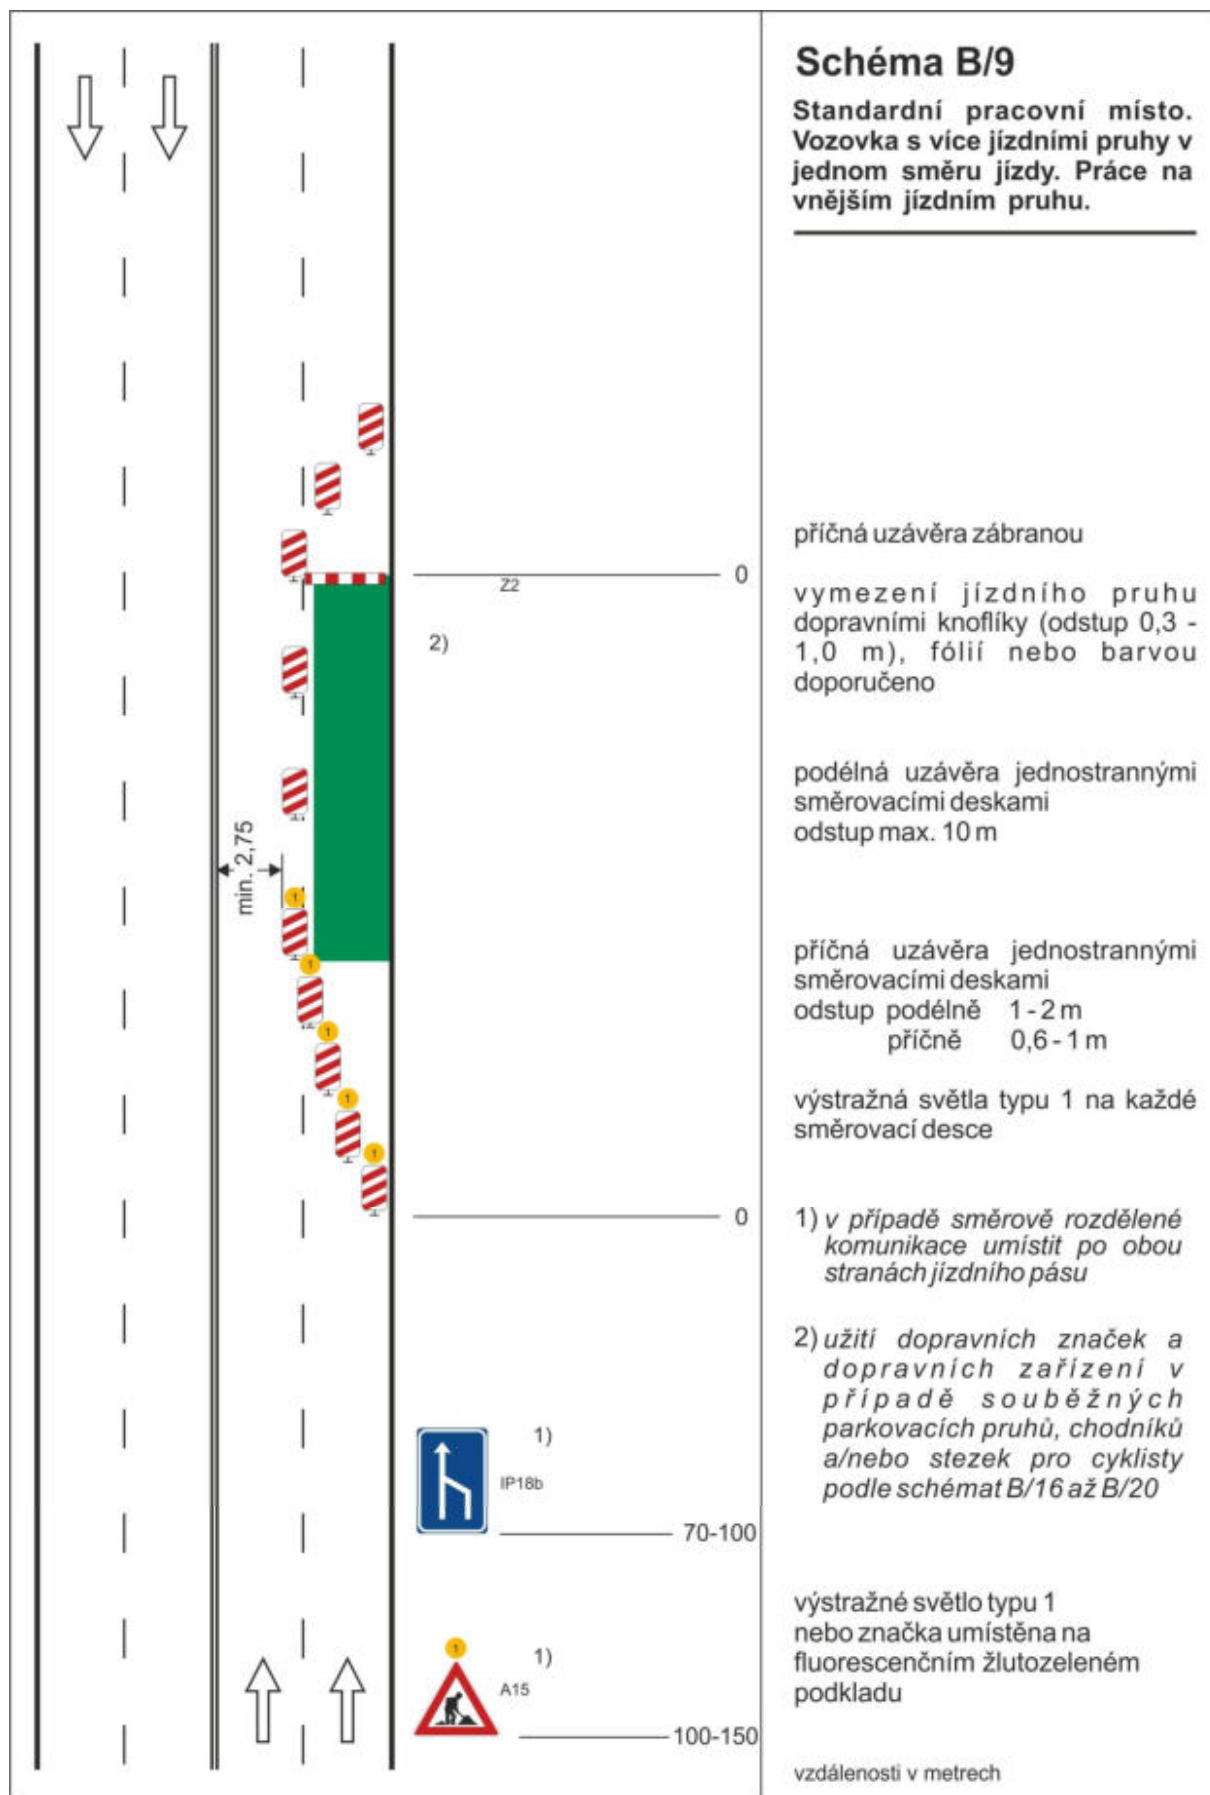 Schéma B/9
Standardní pracovní místo.
Vozovka s více jízdními pruhy v
jednom směru jízdy. Práce na
vnějším jízdním pruhu.
příčná uzávěra zábranou
0
Z2
vymezení jízdního pruhu
dopravními knoflíky (odstup 0,3 -
1,0 m), fólií nebo barvou
doporučeno
2)
podélná uzávěra jednostrannými
směrovacími deskami
odstup max. 10 m
min. 2,75
1
příčná uzávěra jednostrannými
směrovacími deskami
odstup podélně 1 - 2 m
příčně 0,6 - 1 m
1
1
1
1
výstražná světla typu 1 na každé
směrovací desce
0
1) v případě směrově rozdělené
komunikace umístit po obou
stranách jízdního pásu
2) užití dopravních značek a
dopravních zařízení v
případě souběžných
parkovacích pruhů, chodníků
a/nebo stezek pro cyklisty
podle schémat B/16 až B/20
1)
IP18b
70-100
výstražné světlo typu 1
nebo značka umístěna na
fluorescenčním žlutozeleném
podkladu
1
1)
A15
100-150
vzdálenosti v metrech